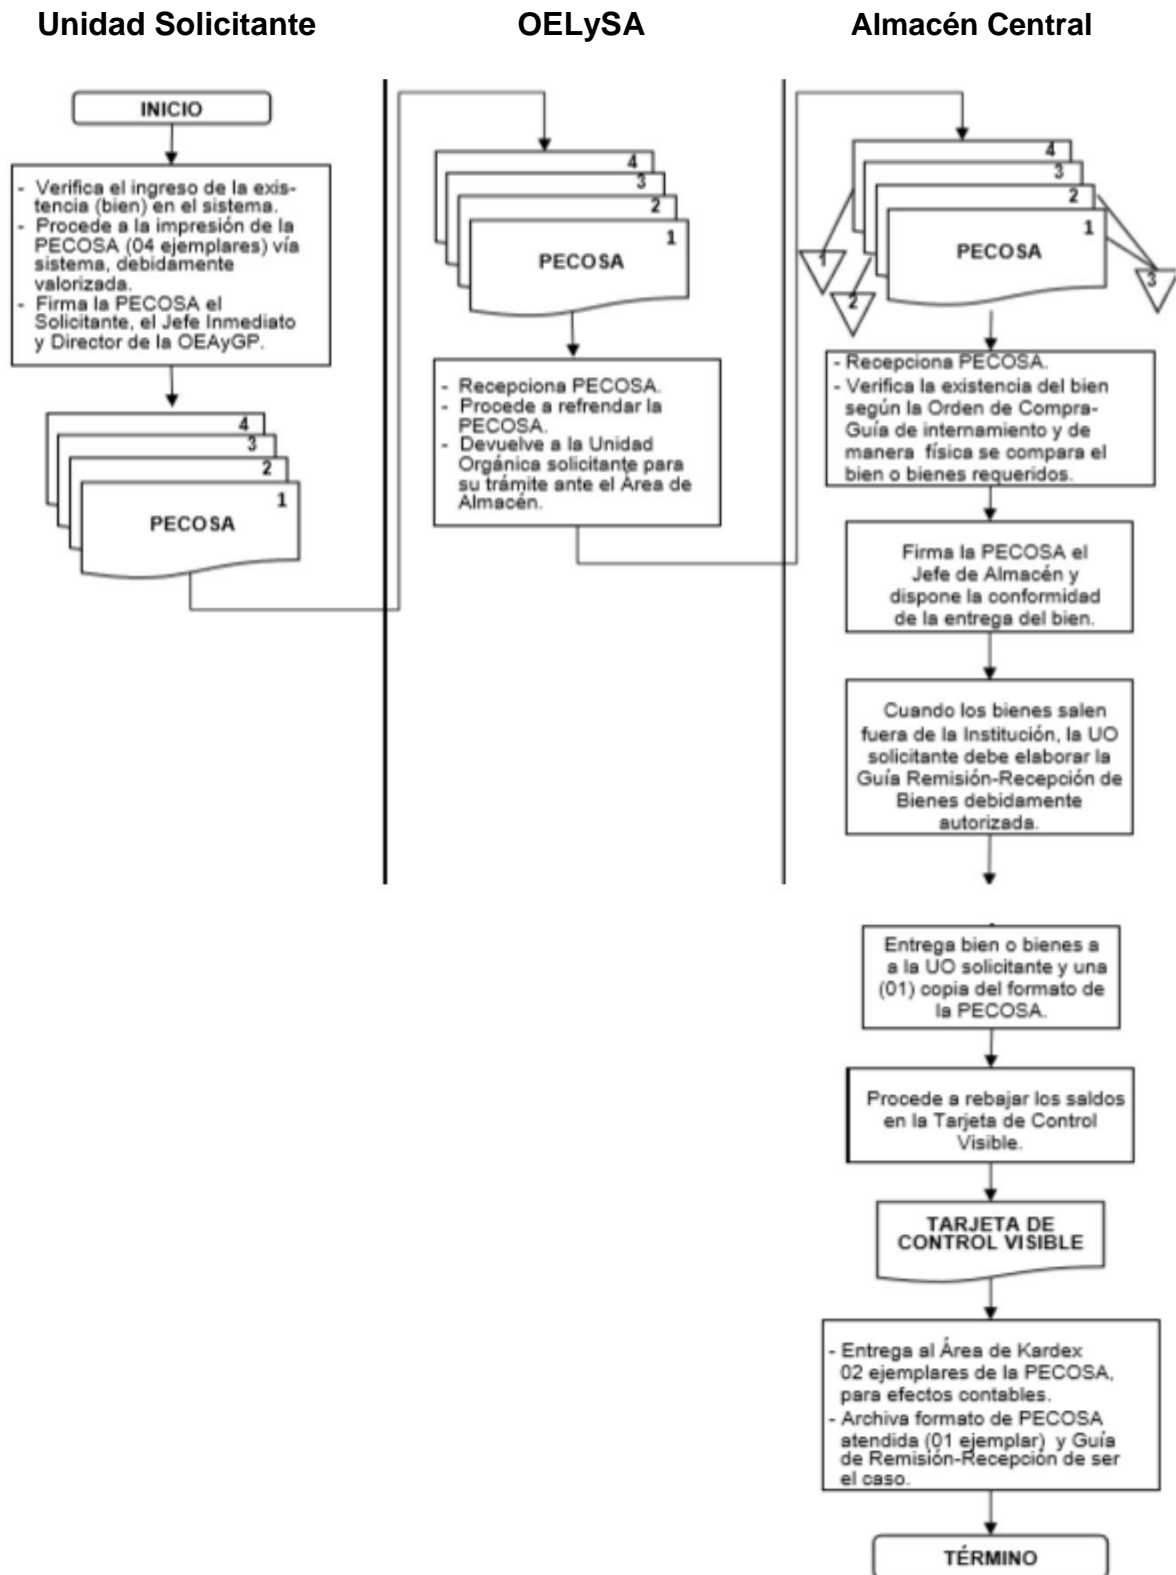 Unidad Solicitante
OELySA
Almacén Central
INICIO
- Verifica el ingreso de la exis-
tencia (bien) en el sistema.
- Procede a la impresión de la
PECOSA (04 ejemplares) vía
sistema, debidamente
valorizada.
- Firma la PECOSA el
Solicitante, el Jefe Inmediato
y Director de la OEAyGP.
4
3
2
1
PECOSA
4
3
2
1
PECOSA
- Recepciona PECOSA.
- Procede a refrendar la
PECOSA.
- Devuelve a la Unidad
Orgánica solicitante para
su trámite ante el Área de
Almacén.
4
3
2
1
PECOSA
1
2
3
- Recepciona PECOSA.
- Verifica la existencia del bien
según la Orden de Compra-
Guía de internamiento y de
manera física se compara el
bien o bienes requeridos.
Firma la PECOSA el
Jefe de Almacén y
dispone la conformidad
de la entrega del bien.
Cuando los bienes salen
fuera de la Institución, la UO
solicitante debe elaborar la
Guía Remisión-Recepción de
Bienes debidamente
autorizada.
Entrega bien o bienes a
a la UO solicitante y una
(01) copia del formato de
la PECOSA.
Procede a rebajar los saldos
en la Tarjeta de Control
Visible.
TARJETA DE
CONTROL VISIBLE
- Entrega al Área de Kardex
02 ejemplares de la PECOSA,
para efectos contables.
- Archiva formato de PECOSA
atendida (01 ejemplar) y Guía
de Remisión-Recepción de ser
el caso.
TÉRMINO